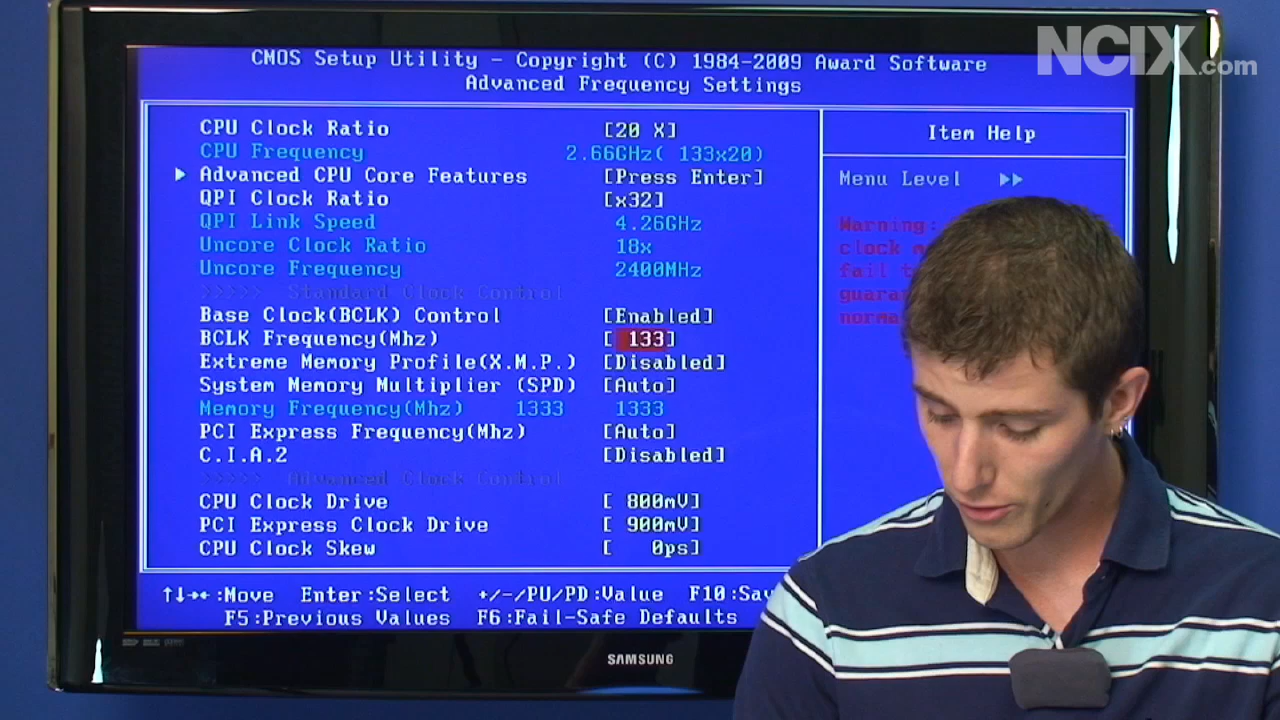 NCIX.com
CMOS Setup Utility - Copyright (C) 1984-2009 Award Software
Advanced Frequency Settings
CPU Clock Ratio [20 X]
CPU Frequency 2.66GHz( 133x20)
▶ Advanced CPU Core Features [Press Enter]
QPI Clock Ratio [x32]
QPI Link Speed 4.26GHz
Uncore Clock Ratio 18x
Uncore Frequency 2400MHz
>>>>> Standard Clock Control
Base Clock(BCLK) Control [Enabled]
BCLK Frequency(Mhz) [ 133]
Extreme Memory Profile(X.M.P.) [Disabled]
System Memory Multiplier (SPD) [Auto]
Memory Frequency(Mhz) 1333 1333
PCI Express Frequency(Mhz) [Auto]
C.I.A.2 [Disabled]
>>>>> Advanced Clock Control
CPU Clock Drive [ 800mV]
PCI Express Clock Drive [ 900mV]
CPU Clock Skew [ 0ps]
Item Help
Menu Level ▶▶
Warning:
clock
fail
↑↓→←:Move Enter:Select +/-/PU/PD:Value F10:Sav
F5:Previous Values F6:Fail-Safe Defaults
SAMSUNG